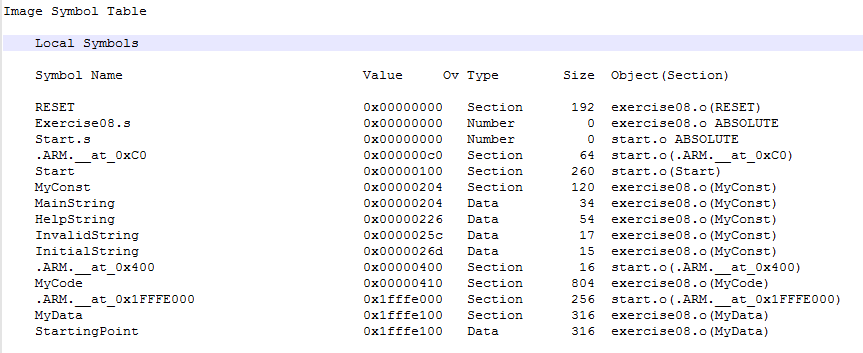 Image Symbol Table
Local Symbols
Symbol Name Value Ov Type Size Object(Section)
RESET 0x00000000 Section 192 exercise08.o(RESET)
Exercise08.s 0x00000000 Number 0 exercise08.o ABSOLUTE
Start.s 0x00000000 Number 0 start.o ABSOLUTE
.ARM.__at_0xC0 0x000000c0 Section 64 start.o(.ARM.__at_0xC0)
Start 0x00000100 Section 260 start.o(Start)
MyConst 0x00000204 Section 120 exercise08.o(MyConst)
MainString 0x00000204 Data 34 exercise08.o(MyConst)
HelpString 0x00000226 Data 54 exercise08.o(MyConst)
InvalidString 0x0000025c Data 17 exercise08.o(MyConst)
InitialString 0x0000026d Data 15 exercise08.o(MyConst)
.ARM.__at_0x400 0x00000400 Section 16 start.o(.ARM.__at_0x400)
MyCode 0x00000410 Section 804 exercise08.o(MyCode)
.ARM.__at_0x1FFFE000 0x1fffe000 Section 256 start.o(.ARM.__at_0x1FFFE000)
MyData 0x1fffe100 Section 316 exercise08.o(MyData)
StartingPoint 0x1fffe100 Data 316 exercise08.o(MyData)